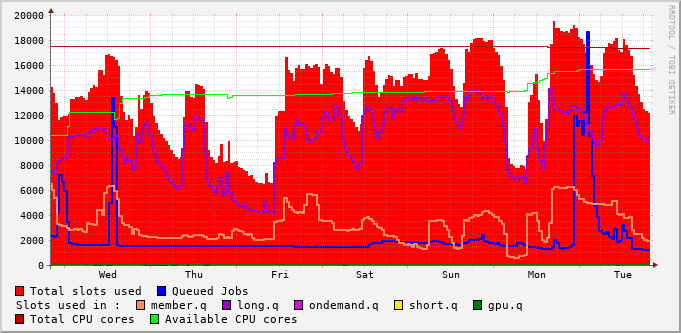 20000
18000
16000
14000
12000
10000
8000
6000
4000
2000
0
Wed Thu Fri Sat Sun Mon Tue
RRDTOOL / TOBI OETIKER
Total slots used Queued Jobs
Slots used in : member.q long.q ondemand.q short.q gpu.q
Total CPU cores Available CPU cores